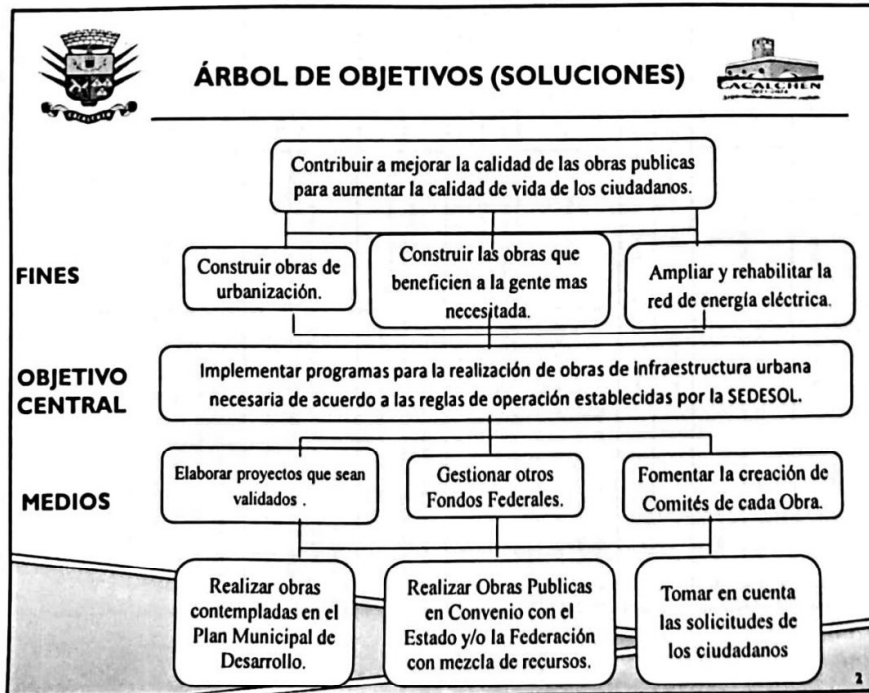 ÁRBOL DE OBJETIVOS (SOLUCIONES)
CACALCHEN
Contribuir a mejorar la calidad de las obras publicas
para aumentar la calidad de vida de los ciudadanos.
FINES
Construir obras de
urbanización.
Construir las obras que
beneficien a la gente mas
necesitada.
Ampliar y rehabilitar la
red de energía eléctrica.
OBJETIVO
CENTRAL
Implementar programas para la realización de obras de infraestructura urbana
necesaria de acuerdo a las reglas de operación establecidas por la SEDESOL.
MEDIOS
Elaborar proyectos que sean
validados .
Gestionar otros
Fondos Federales.
Fomentar la creación de
Comités de cada Obra.
Realizar obras
contempladas en el
Plan Municipal de
Desarrollo.
Realizar Obras Publicas
en Convenio con el
Estado y/o la Federación
con mezcla de recursos.
Tomar en cuenta
las solicitudes de
los ciudadanos
2